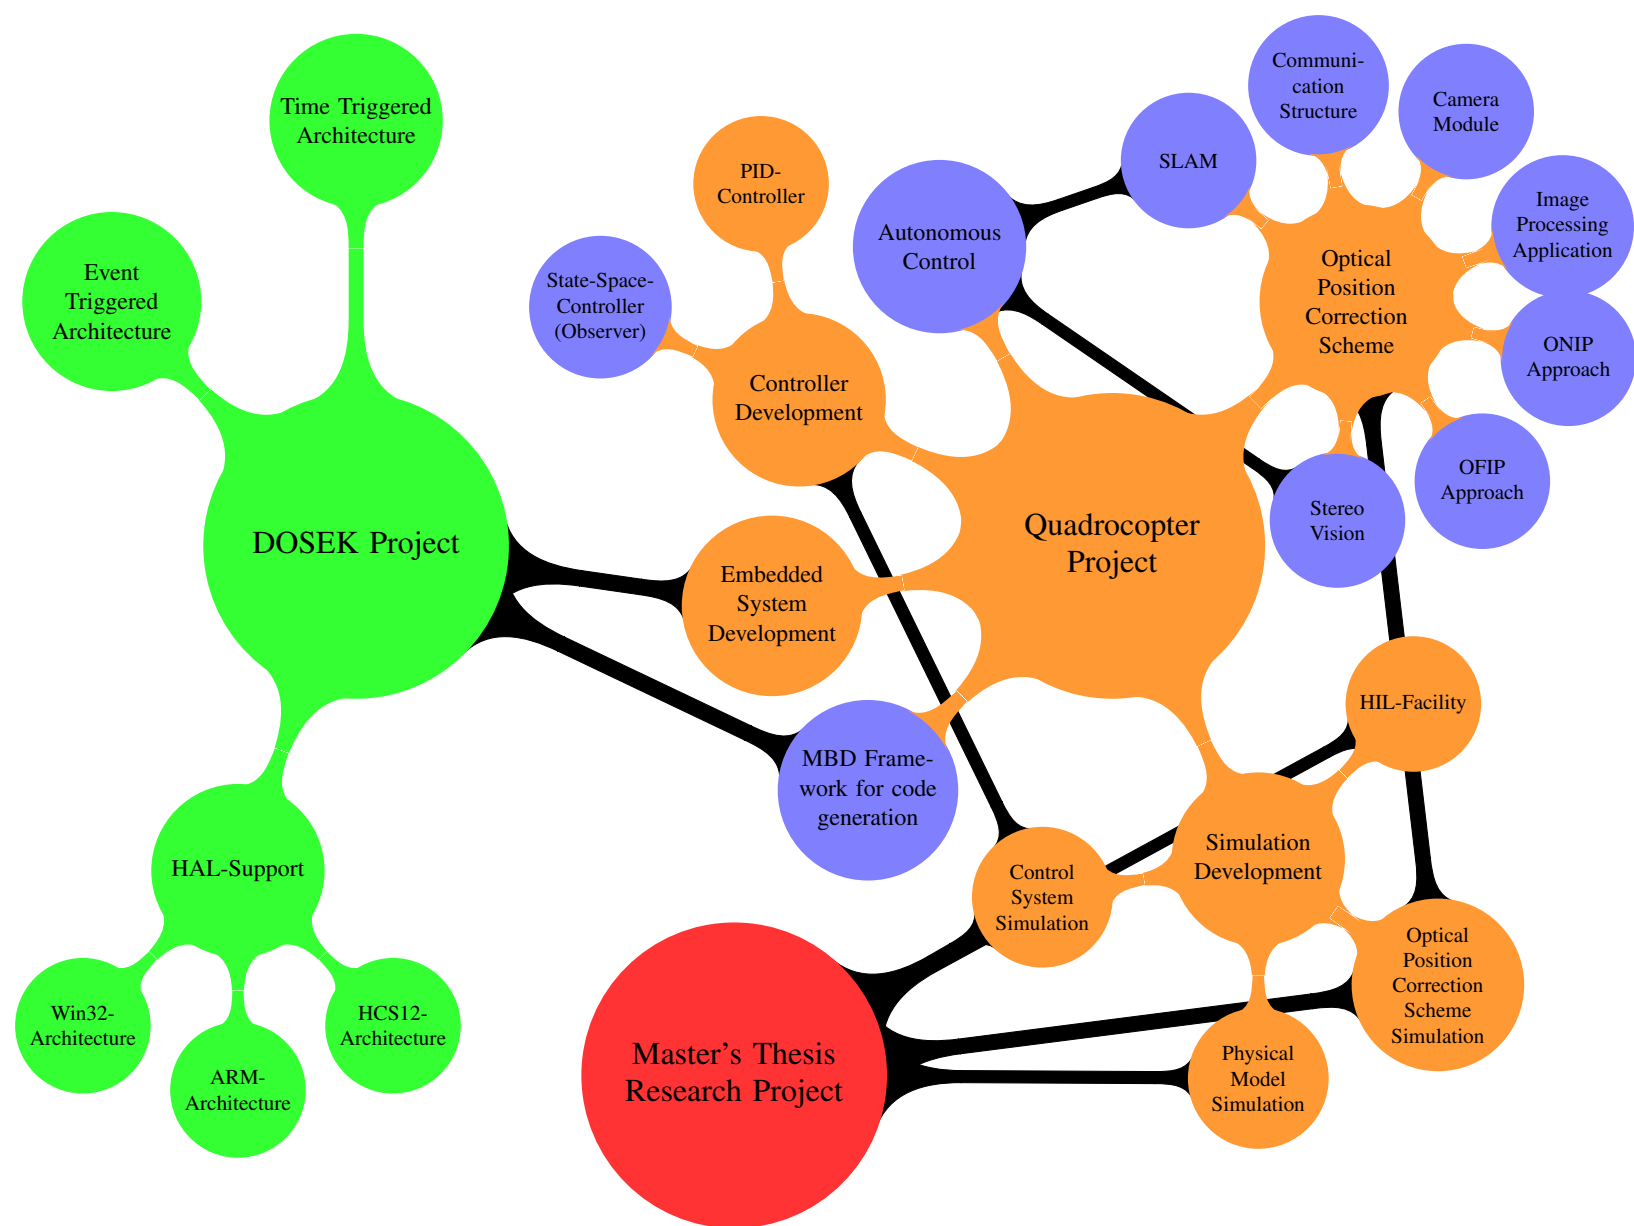 Time Triggered
Architecture
Event
Triggered
Architecture
DOSEK Project
HAL-Support
Win32-
Architecture
ARM-
Architecture
HCS12-
Architecture
PID-
Controller
State-Space-
Controller
(Observer)
Controller
Development
Autonomous
Control
SLAM
Communi-
cation
Structure
Camera
Module
Image
Processing
Application
Optical
Position
Correction
Scheme
ONIP
Approach
OFIP
Approach
Stereo
Vision
Quadrocopter
Project
Embedded
System
Development
MBD Frame-
work for code
generation
HIL-Facility
Simulation
Development
Control
System
Simulation
Optical
Position
Correction
Scheme
Simulation
Physical
Model
Simulation
Master's Thesis
Research Project